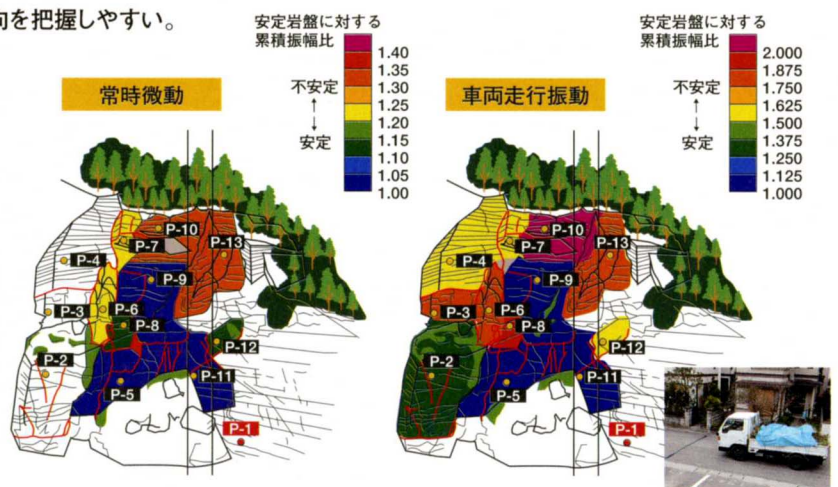 向を把握しやすい。
安定岩盤に対する
累積振幅比
1.40
1.35
1.30
1.25
1.20
1.15
1.10
1.05
1.00
不安定
安定
常時微動
P-10
P-7
P-13
P-4
P-9
P-3
P-6
P-8
P-12
P-2
P-11
P-5
P-1
安定岩盤に対する
累積振幅比
2.000
1.875
1.750
1.625
1.500
1.375
1.250
1.125
1.000
不安定
安定
車両走行振動
P-10
P-7
P-13
P-4
P-9
P-3
P-6
P-8
P-12
P-2
P-11
P-5
P-1